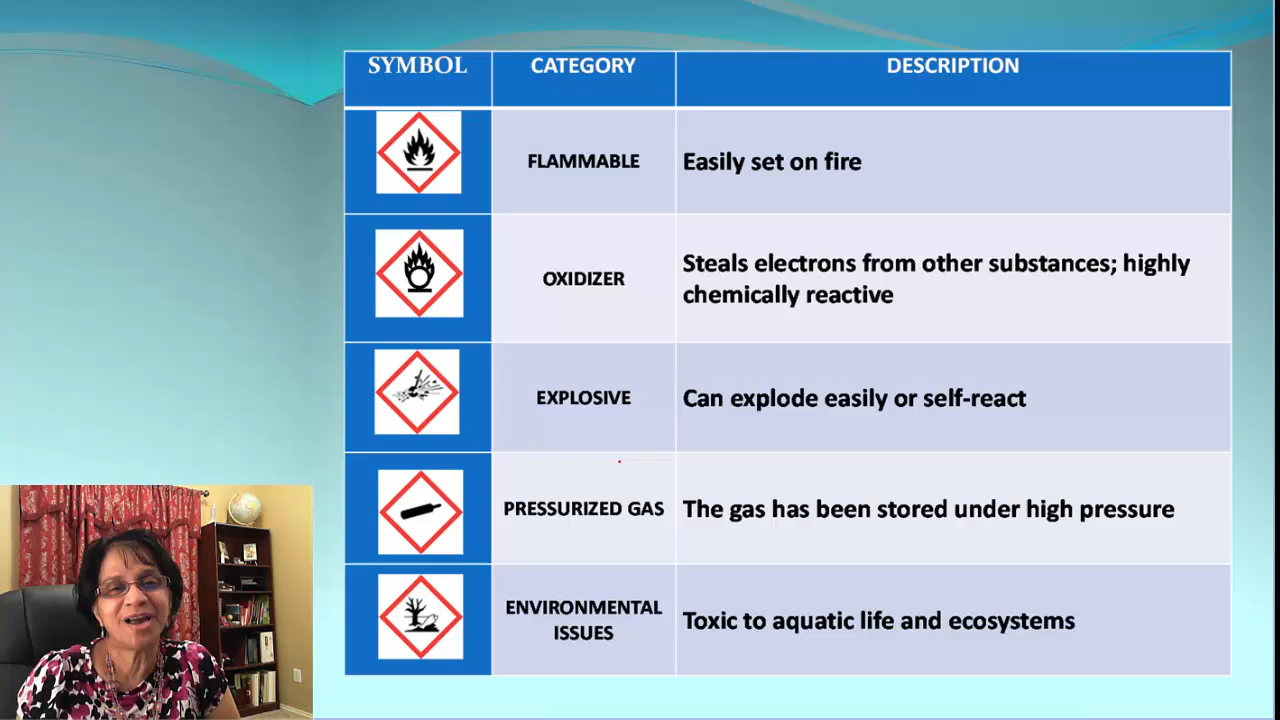 SYMBOL CATEGORY DESCRIPTION
FLAMMABLE Easily set on fire
OXIDIZER Steals electrons from other substances; highly
chemically reactive
EXPLOSIVE Can explode easily or self-react
PRESSURIZED GAS The gas has been stored under high pressure
ENVIRONMENTAL
ISSUES
Toxic to aquatic life and ecosystems